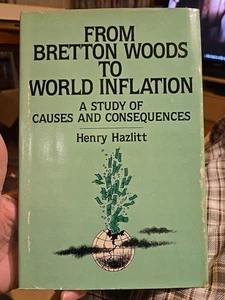 FROM
BRETTON WOODS
TO
WORLD INFLATION
A STUDY OF
CAUSES AND CONSEQUENCES
Henry Hazlitt